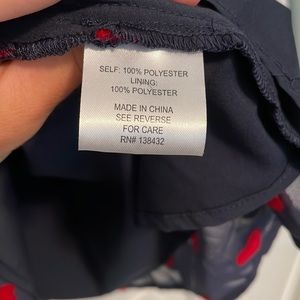 SELF: 100% POLYESTER
LINING:
100% POLYESTER
MADE IN CHINA
SEE REVERSE
FOR CARE
RN# 138432